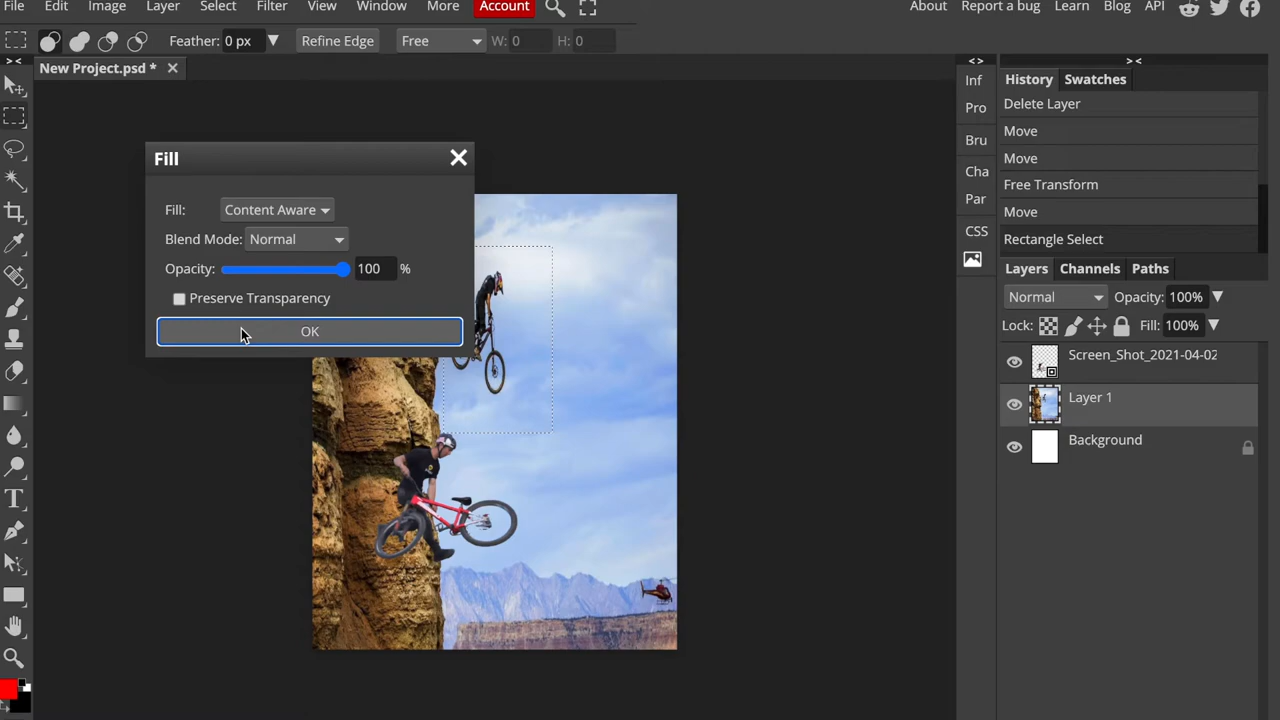 File Edit Image Layer Select Filter View Window More Account About Report a bug Learn Blog API
Feather: 0 px Refine Edge Free W: 0 H: 0
New Project.psd *
Fill
Fill: Content Aware
Blend Mode: Normal
Opacity: 100 %
Preserve Transparency
OK
Inf
Pro
Bru
Cha
Par
CSS
History Swatches
Delete Layer
Move
Move
Free Transform
Move
Rectangle Select
Layers Channels Paths
Normal Opacity: 100%
Lock: Fill: 100%
Screen_Shot_2021-04-02
Layer 1
Background